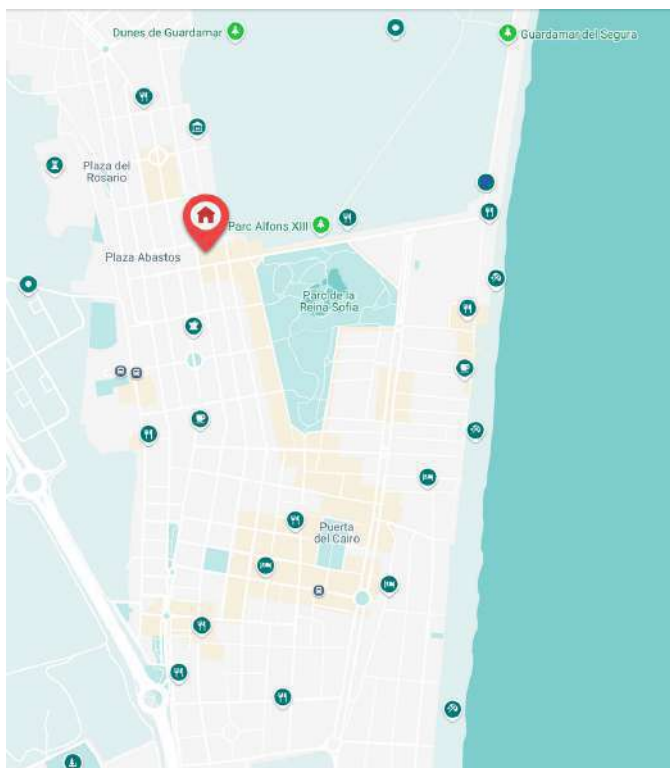 Dunes de Guardamar
Guardamar del Segura
Plaza del
Rosario
Parc Alfons XIII
Plaza Abastos
Parc de la
Reina Sofia
Puerta
del Cairo